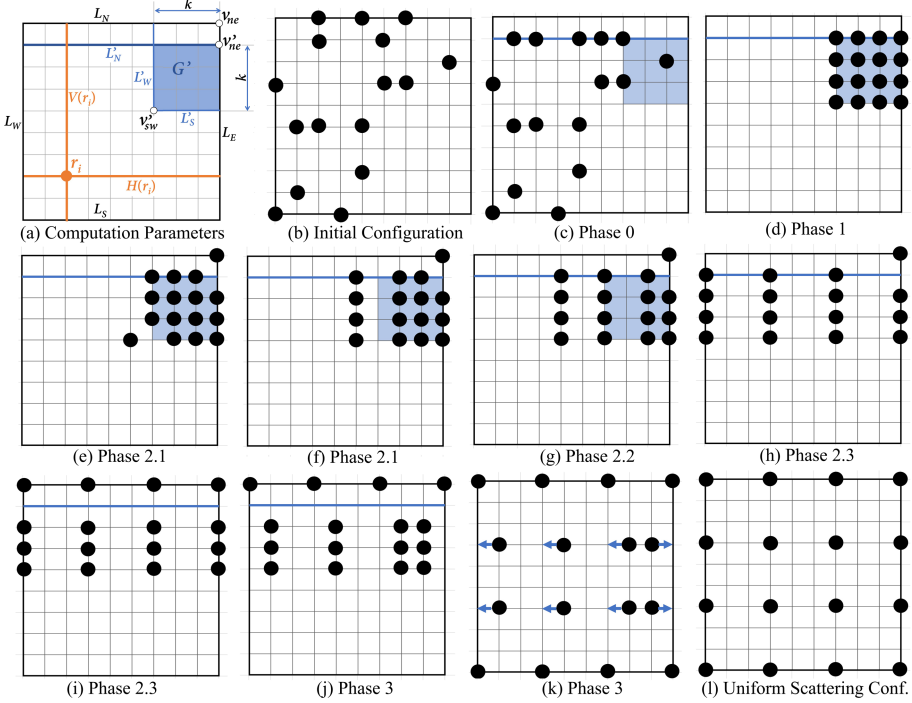 L_N
v_ne
k
v'_ne
L'_N
G'
L'_W
k
V(r_i)
v'_sw
L'_S
L_W
L_E
r_i
H(r_i)
L_S
(a) Computation Parameters
(b) Initial Configuration
(c) Phase 0
(d) Phase 1
(e) Phase 2.1
(f) Phase 2.1
(g) Phase 2.2
(h) Phase 2.3
(i) Phase 2.3
(j) Phase 3
(k) Phase 3
(l) Uniform Scattering Conf.